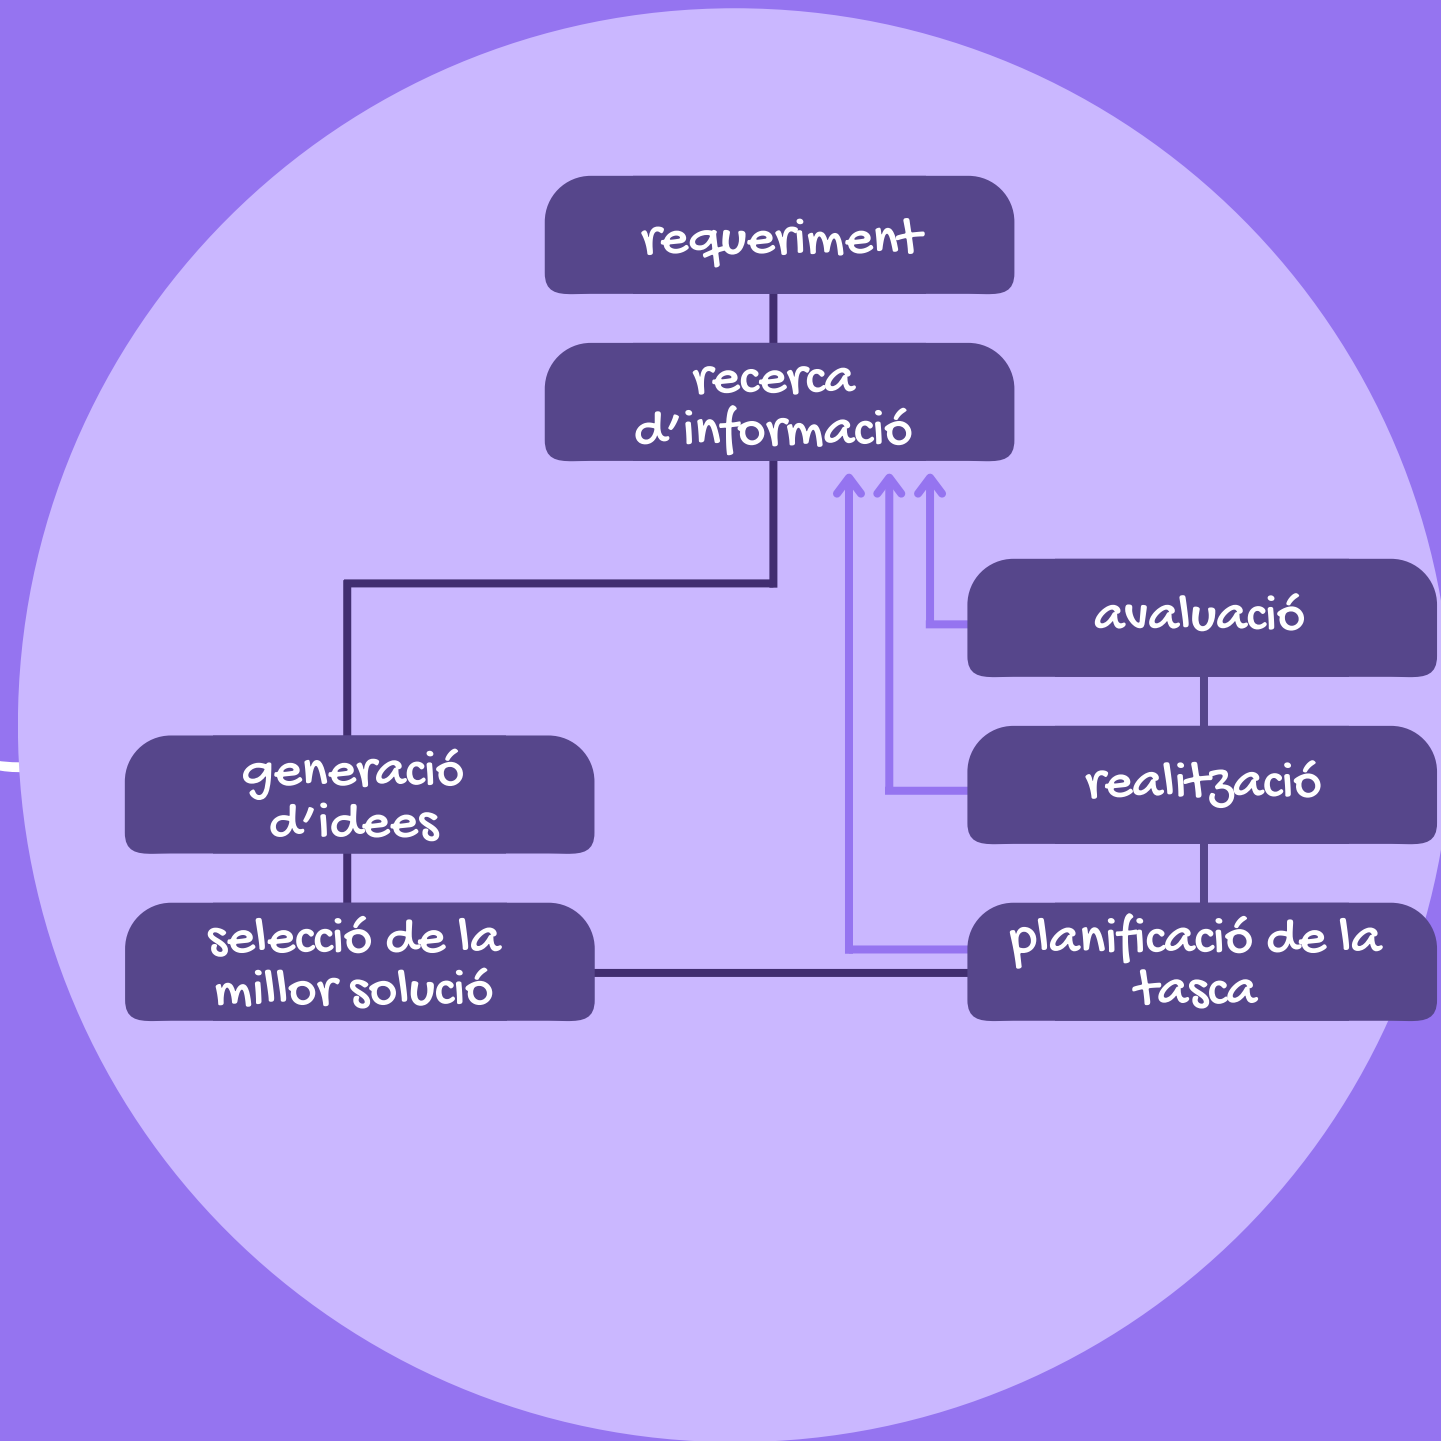 requeriment
recerca
d'informació
generació
d'idees
selecció de la
millor solució
avaluació
realització
planificació de la
tasca